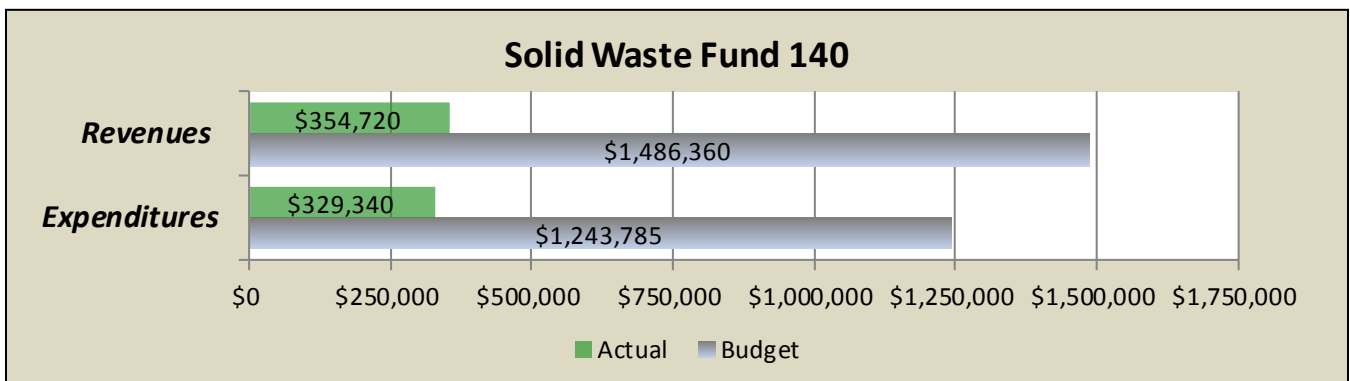 Solid Waste Fund 140
Revenues
$354,720
$1,486,360
Expenditures
$329,340
$1,243,785
$0 $250,000 $500,000 $750,000 $1,000,000 $1,250,000 $1,500,000 $1,750,000
Actual Budget